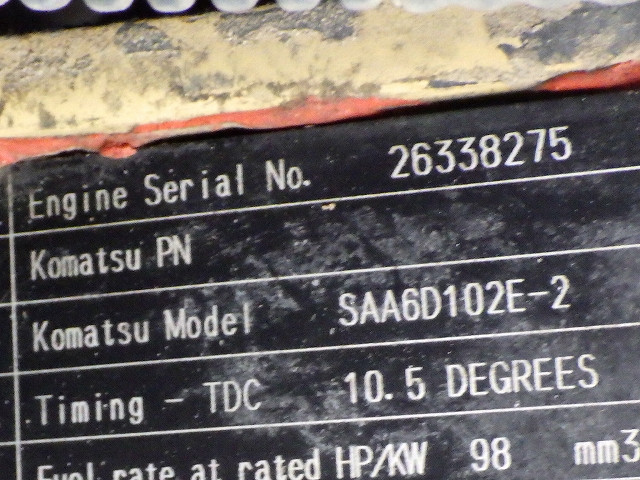 Engine Serial No. 26338275
Komatsu PN
Komatsu Model SAA6D102E-2
Timing - TDC 10.5 DEGREES
Fuel rate at rated HP/KW 98 mm3